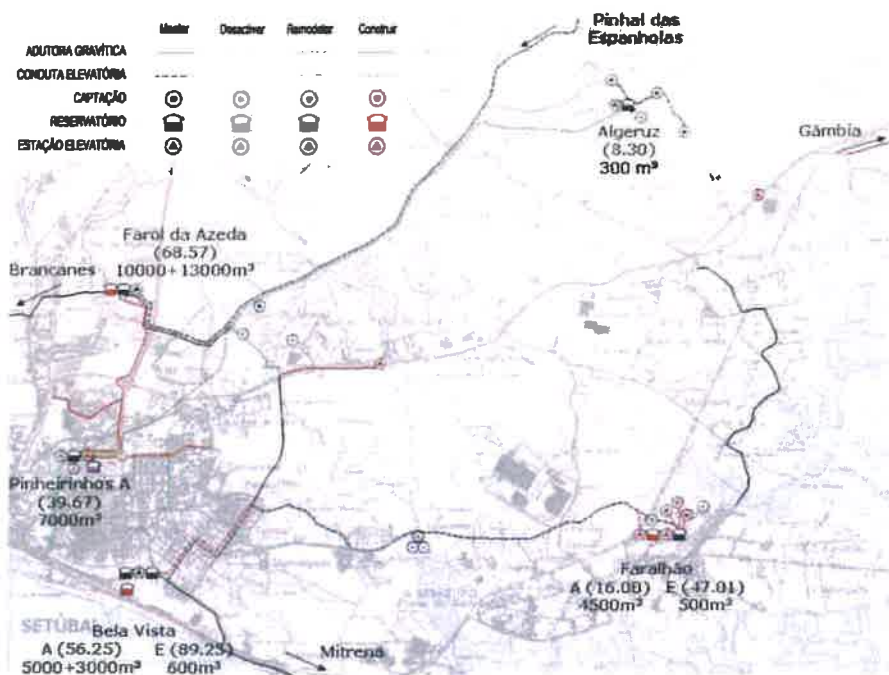 Manter Desactivar Remodelar Construir
ADUTORA GRAVÍTICA
CONDUTA ELEVATÓRIA
CAPTAÇÃO
RESERVATÓRIO
ESTAÇÃO ELEVATÓRIA
Pinhal das
Espanholas
Algeruz
(8.30)
300 m³
Gâmbia
Farol da Azeda
(68.57)
10000+13000m³
Brancanes
Pinheirinhos A
(39.67)
7000m³
Faralhão
A (16.00) E (47.01)
4500m³ 500m³
SETÚBAL
Bela Vista
A (56.25) E (89.25)
5000+3000m³ 600m³
Mitrena